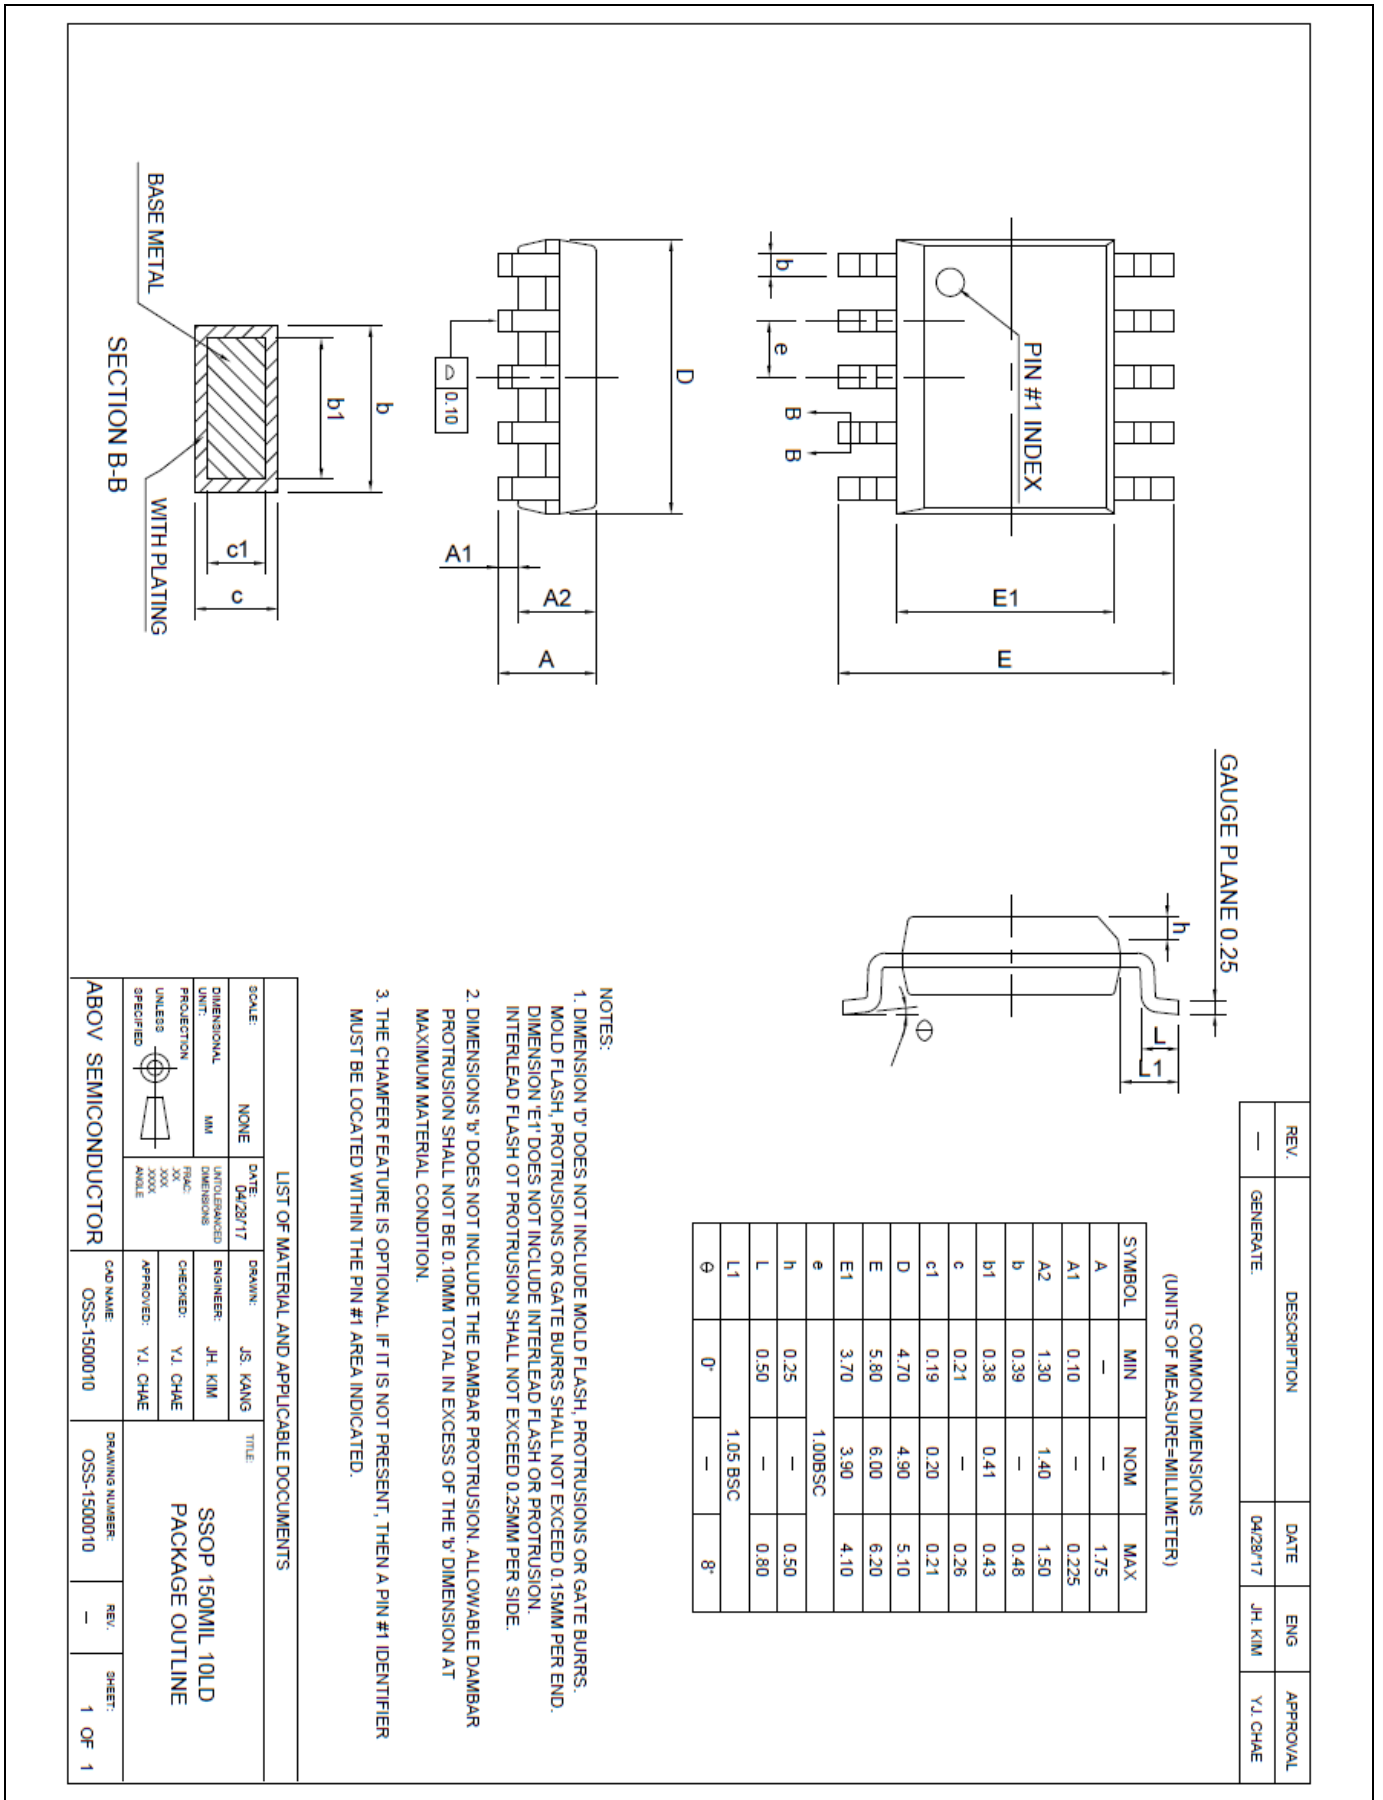 REV. DESCRIPTION DATE ENG APPROVAL
— GENERATE. 04/28/'17 JH. KIM YJ. CHAE
PIN #1 INDEX
b
e
B
B
E1
E
D
0.10
A1
A2
A
b
b1
c1
c
BASE METAL
WITH PLATING
SECTION B-B
GAUGE PLANE 0.25
h
L
L1
Θ
COMMON DIMENSIONS
(UNITS OF MEASURE=MILLIMETER)
SYMBOL MIN NOM MAX
A — — 1.75
A1 0.10 — 0.225
A2 1.30 1.40 1.50
b 0.39 — 0.48
b1 0.38 0.41 0.43
c 0.21 — 0.26
c1 0.19 0.20 0.21
D 4.70 4.90 5.10
E 5.80 6.00 6.20
E1 3.70 3.90 4.10
e 1.00BSC
h 0.25 — 0.50
L 0.50 — 0.80
L1 1.05 BSC
θ 0° — 8°
NOTES:
1. DIMENSION 'D' DOES NOT INCLUDE MOLD FLASH, PROTRUSIONS OR GATE BURRS.
MOLD FLASH, PROTRUSIONS OR GATE BURRS SHALL NOT EXCEED 0.15MM PER END.
DIMENSION 'E1' DOES NOT INCLUDE INTERLEAD FLASH OR PROTRUSION.
INTERLEAD FLASH OT PROTRUSION SHALL NOT EXCEED 0.25MM PER SIDE.
2. DIMENSIONS 'b' DOES NOT INCLUDE THE DAMBAR PROTRUSION. ALLOWABLE DAMBAR
PROTRUSION SHALL NOT BE 0.10MM TOTAL IN EXCESS OF THE 'b' DIMENSION AT
MAXIMUM MATERIAL CONDITION.
3. THE CHAMFER FEATURE IS OPTIONAL. IF IT IS NOT PRESENT, THEN A PIN #1 IDENTIFIER
MUST BE LOCATED WITHIN THE PIN #1 AREA INDICATED.
LIST OF MATERIAL AND APPLICABLE DOCUMENTS
SCALE: NONE
DATE: 04/28/'17
DRAWN: JS. KANG
TITLE:
SSOP 150MIL 10LD
PACKAGE OUTLINE
DIMENSIONAL
UNIT: MM
UNTOLERANCED
DIMENSIONS
FRAC:
.XX
.XXX
.XXXX
ANGLE
ENGINEER: JH. KIM
PROJECTION
UNLESS
SPECIFIED
CHECKED: YJ. CHAE
APPROVED: YJ. CHAE
ABOV SEMICONDUCTOR
CAD NAME:
OSS-1500010
DRAWING NUMBER:
OSS-1500010
REV.
—
SHEET:
1 OF 1